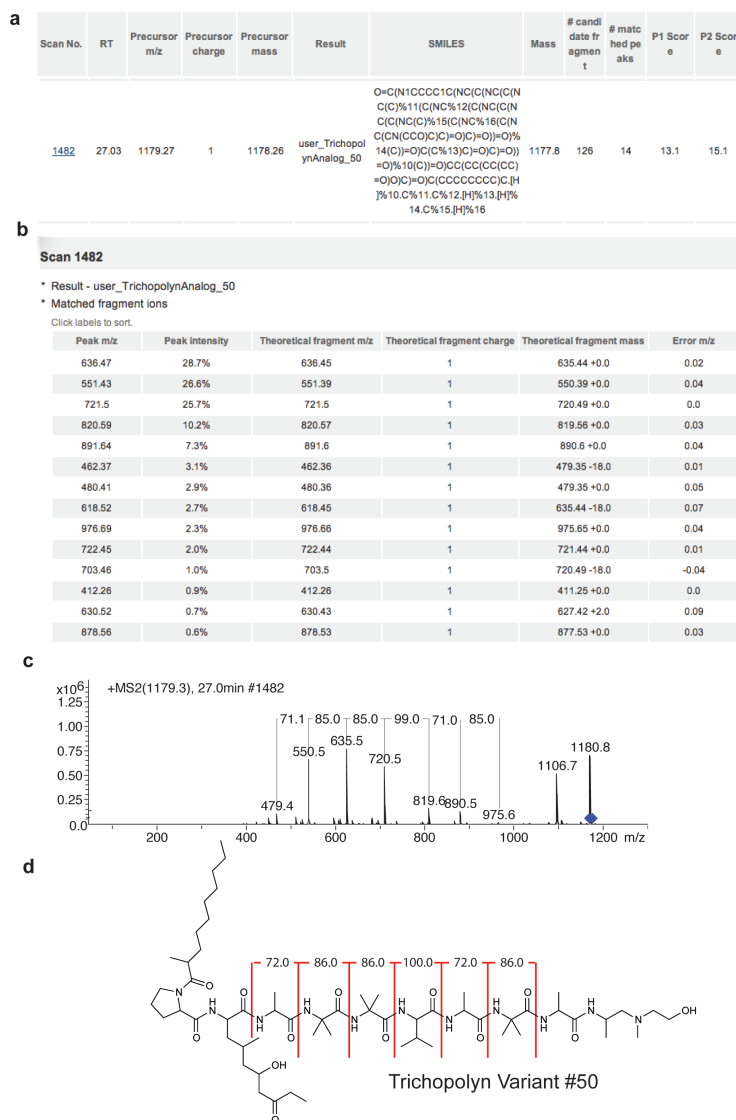 a
Scan No. RT Precursor m/z Precursor charge Precursor mass Result SMILES Mass # candi date fr agmen t # matc hed pe aks P1 Scor e P2 Scor e
O=C(N1CCCC1C(NC(C(NC(C(N
C(C)%11(C(NC%12(C(NC(C(N
C(C(NC(C)%15(C(NC%16(C(N
C(CN(CCO)C)C)=O)C)=O))=O)%
14(C))=O)C(C%13)C)=O)C)=O))
=O)%10(C))=O)CC(CC(CC(CC)
=O)O)C)=O)C(CCCCCCCC)C.[H
]%10.C%11.C%12.[H]%13.[H]%
14.C%15.[H]%16
1482 27.03 1179.27 1 1178.26 user_Trichopol ynAnalog_50 1177.8 126 14 13.1 15.1
b
Scan 1482
* Result - user_TrichopolynAnalog_50
* Matched fragment ions
Click labels to sort.
Peak m/z Peak intensity Theoretical fragment m/z Theoretical fragment charge Theoretical fragment mass Error m/z
636.47 28.7% 636.45 1 635.44 +0.0 0.02
551.43 26.6% 551.39 1 550.39 +0.0 0.04
721.5 25.7% 721.5 1 720.49 +0.0 0.0
820.59 10.2% 820.57 1 819.56 +0.0 0.03
891.64 7.3% 891.6 1 890.6 +0.0 0.04
462.37 3.1% 462.36 1 479.35 -18.0 0.01
480.41 2.9% 480.36 1 479.35 +0.0 0.05
618.52 2.7% 618.45 1 635.44 -18.0 0.07
976.69 2.3% 976.66 1 975.65 +0.0 0.04
722.45 2.0% 722.44 1 721.44 +0.0 0.01
703.46 1.0% 703.5 1 720.49 -18.0 -0.04
412.26 0.9% 412.26 1 411.25 +0.0 0.0
630.52 0.7% 630.43 1 627.42 +2.0 0.09
878.56 0.6% 878.53 1 877.53 +0.0 0.03
c
x10⁶
+MS2(1179.3), 27.0min #1482
1.25
1.00
0.75
0.50
0.25
0.0
71.1 85.0 85.0 99.0 71.0 85.0
479.4 550.5 635.5 720.5 819.6 890.5 975.6 1106.7 1180.8
200 400 600 800 1000 1200 m/z
d
72.0 86.0 86.0 100.0 72.0 86.0
N O H N O N H O H N O N H O H N O N H O H N O N H N OH
OH
O
Trichopolyn Variant #50